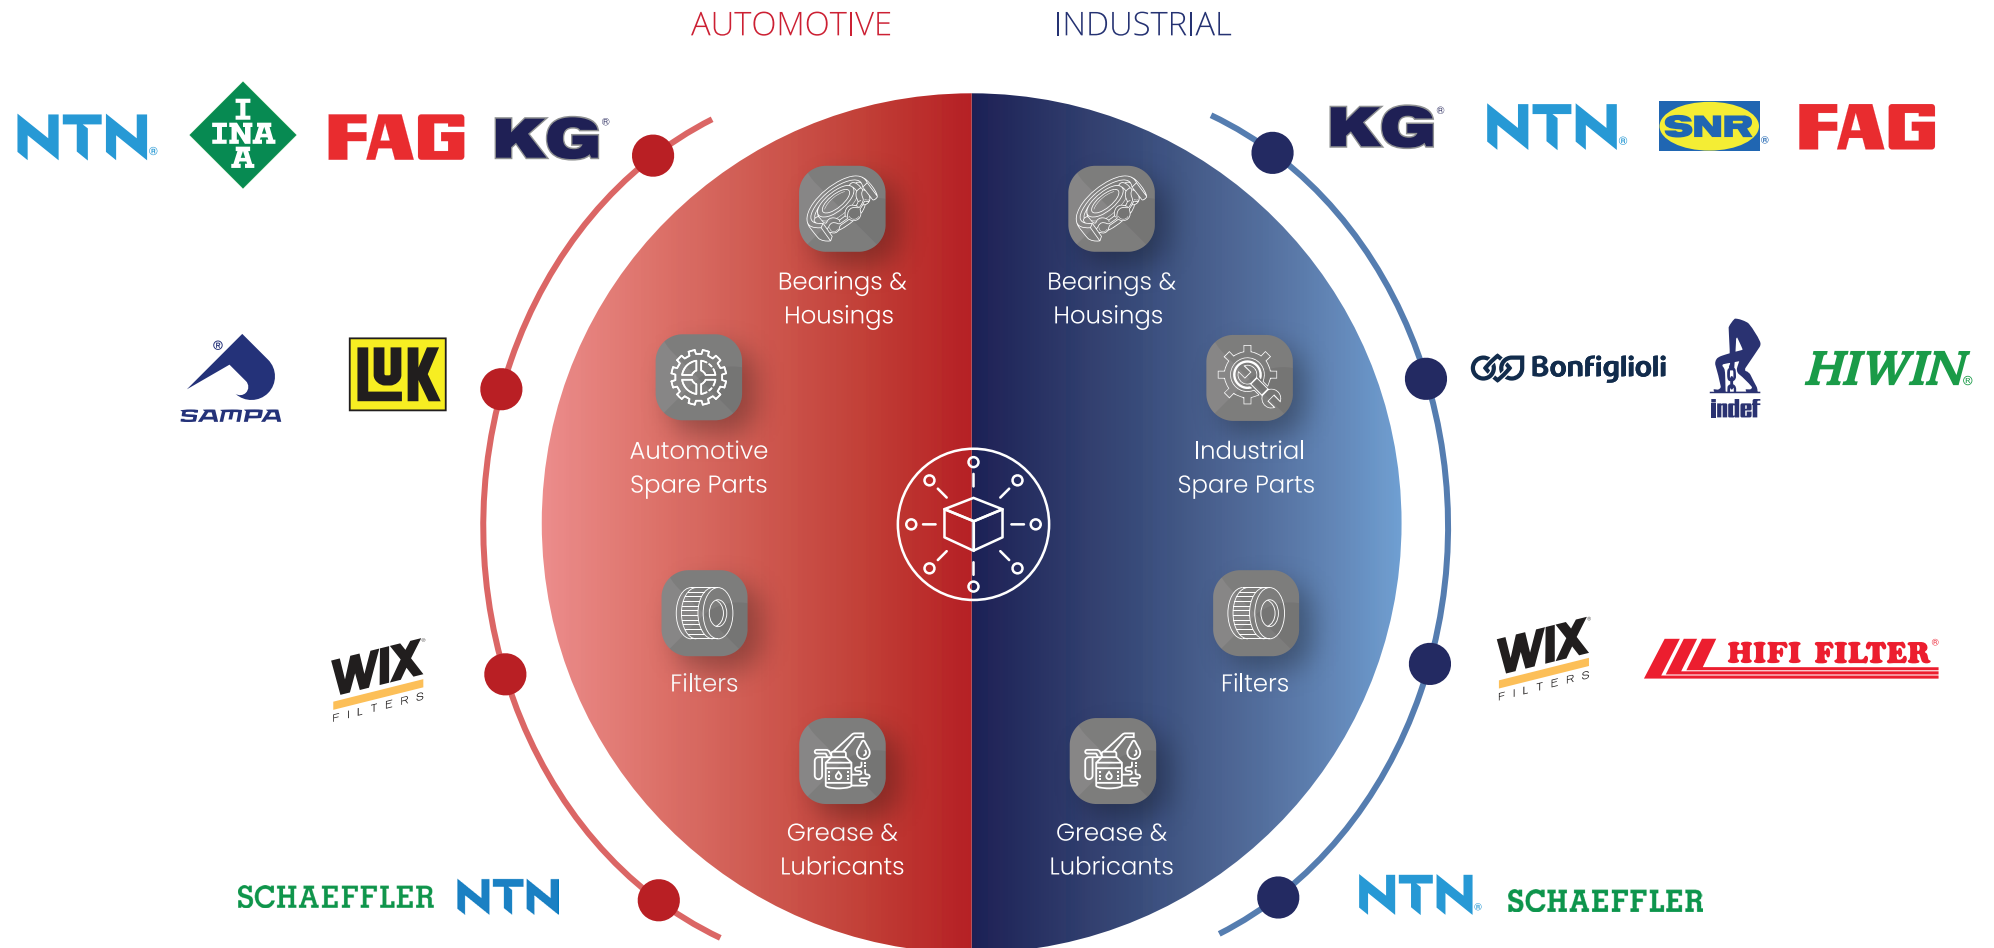 AUTOMOTIVE
INDUSTRIAL
NTN®
INA
INA
FAG
KG®
KG®
NTN®
SNR®
FAG
Bearings &
Housings
Bearings &
Housings
®
SAMPA
LUK
Bonfiglioli
indef
HIWIN®
Automotive
Spare Parts
Industrial
Spare Parts
WIX®
FILTERS
Filters
Filters
WIX®
FILTERS
HIFI FILTER®
Grease &
Lubricants
Grease &
Lubricants
SCHAEFFLER
NTN
NTN®
SCHAEFFLER